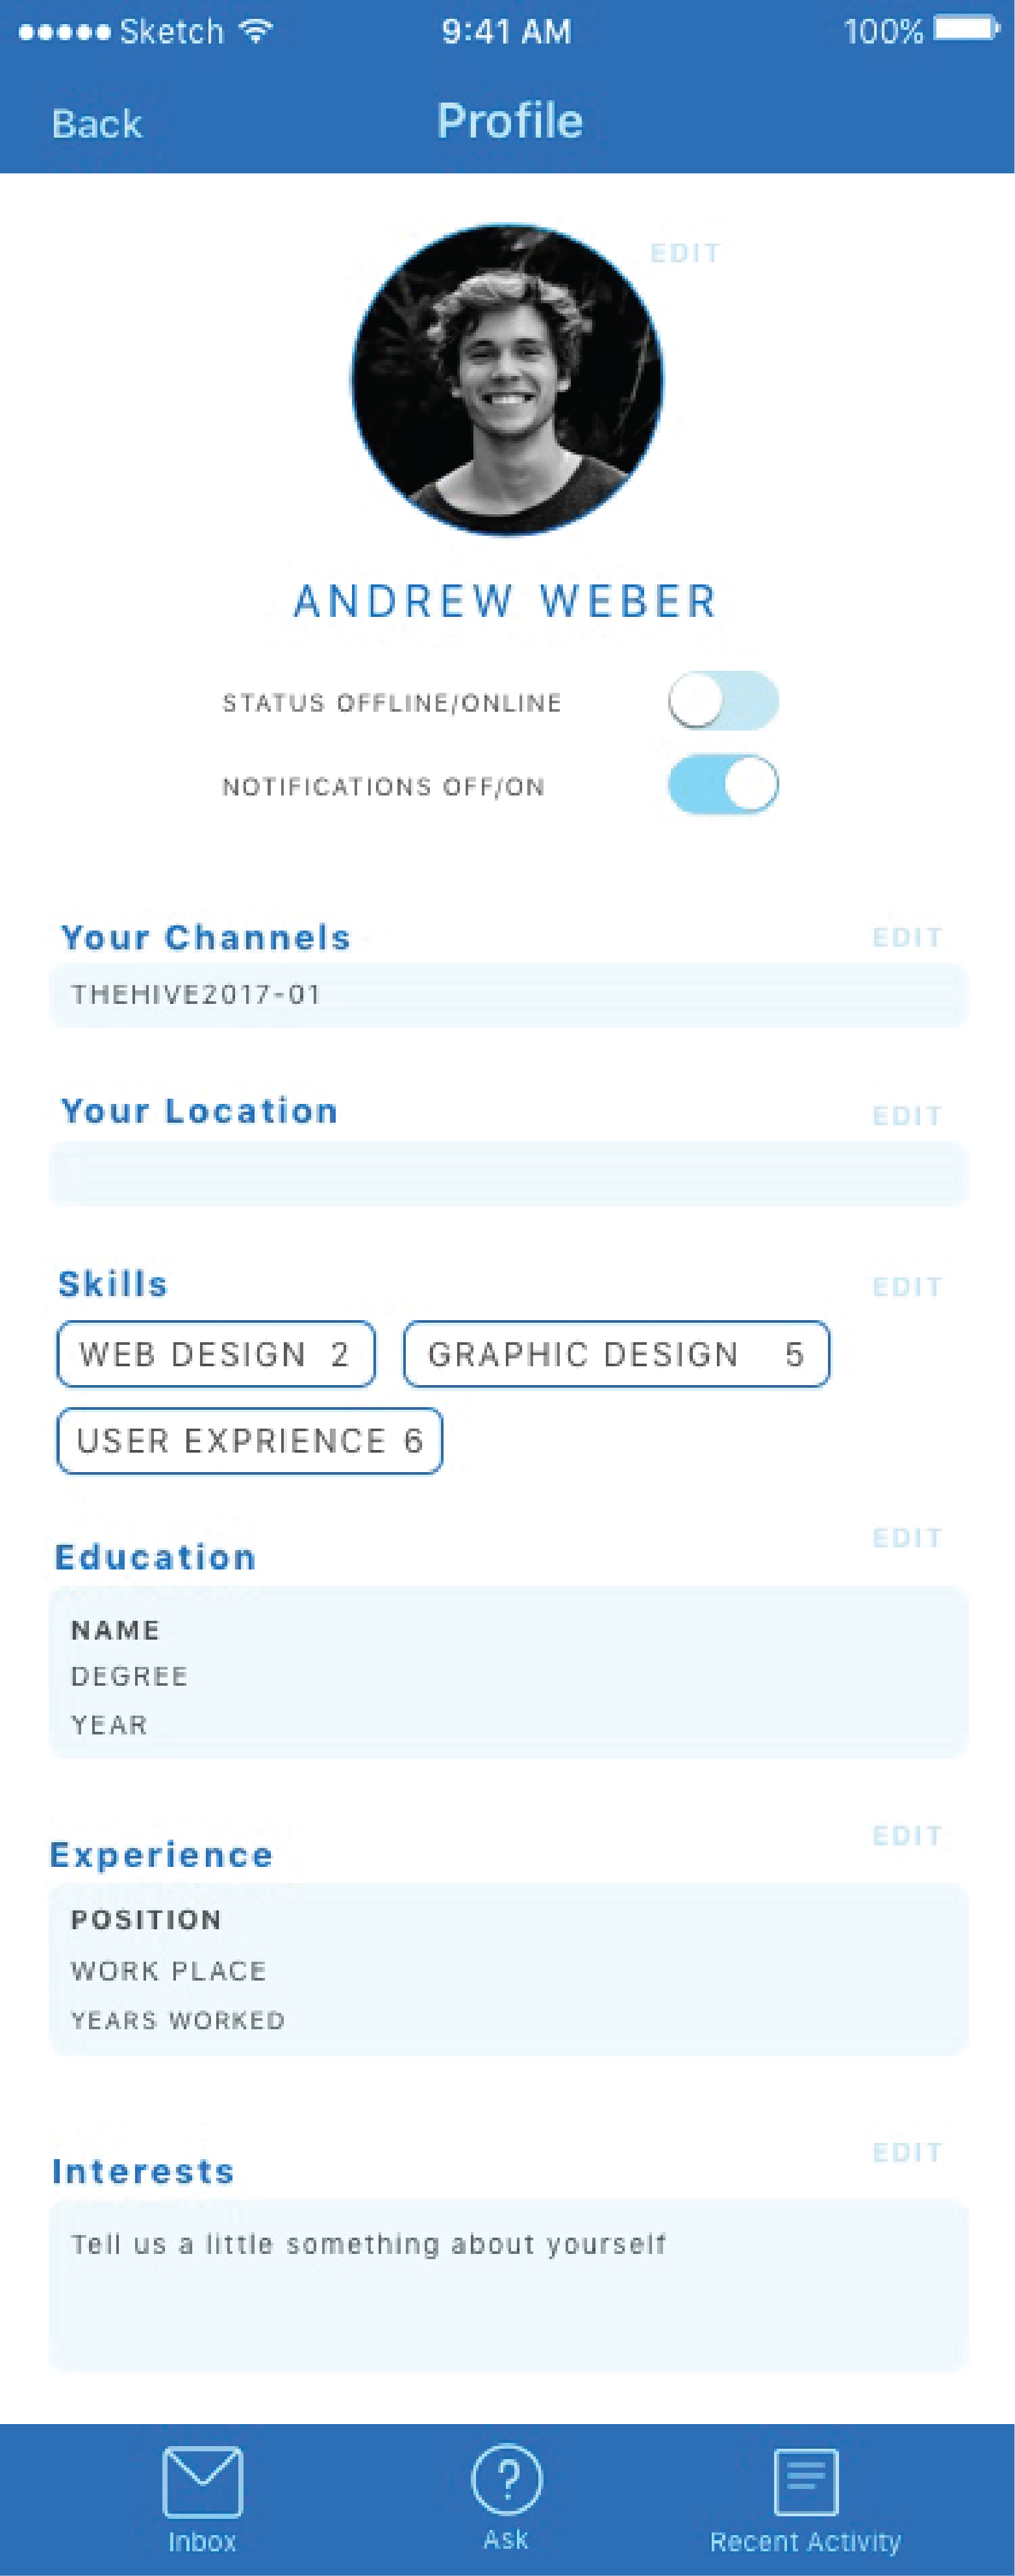 Sketch 9:41 AM 100%
Back Profile
EDIT
ANDREW WEBER
STATUS OFFLINE/ONLINE
NOTIFICATIONS OFF/ON
Your Channels EDIT
THEHIVE2017-01
Your Location EDIT
Skills EDIT
WEB DESIGN 2 GRAPHIC DESIGN 5
USER EXPRIENCE 6
Education EDIT
NAME
DEGREE
YEAR
Experience EDIT
POSITION
WORK PLACE
YEARS WORKED
Interests EDIT
Tell us a little something about yourself
Inbox Ask Recent Activity